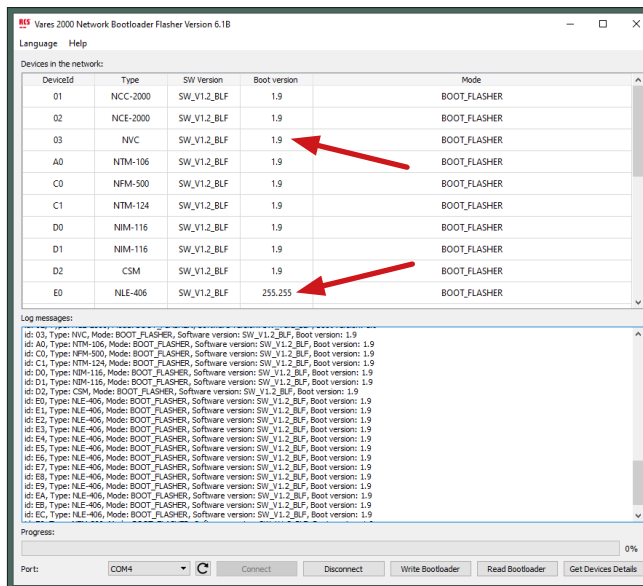 VARES Vares 2000 Network Bootloader Flasher Version 6.1B
Language Help
Devices in the network:
DeviceId Type SW Version Boot version Mode
01 NCC-2000 SW_V1.2_BLF 1.9 BOOT_FLASHER
02 NCE-2000 SW_V1.2_BLF 1.9 BOOT_FLASHER
03 NVC SW_V1.2_BLF 1.9 BOOT_FLASHER
A0 NTM-106 SW_V1.2_BLF 1.9 BOOT_FLASHER
C0 NFM-500 SW_V1.2_BLF 1.9 BOOT_FLASHER
C1 NTM-124 SW_V1.2_BLF 1.9 BOOT_FLASHER
D0 NIM-116 SW_V1.2_BLF 1.9 BOOT_FLASHER
D1 NIM-116 SW_V1.2_BLF 1.9 BOOT_FLASHER
D2 CSM SW_V1.2_BLF 1.9 BOOT_FLASHER
E0 NLE-406 SW_V1.2_BLF 255.255 BOOT_FLASHER
Log messages:
id: 03, Type: NVC, Mode: BOOT_FLASHER, Software version: SW_V1.2_BLF, Boot version: 1.9
id: A0, Type: NTM-106, Mode: BOOT_FLASHER, Software version: SW_V1.2_BLF, Boot version: 1.9
id: C0, Type: NFM-500, Mode: BOOT_FLASHER, Software version: SW_V1.2_BLF, Boot version: 1.9
id: C1, Type: NTM-124, Mode: BOOT_FLASHER, Software version: SW_V1.2_BLF, Boot version: 1.9
id: D0, Type: NIM-116, Mode: BOOT_FLASHER, Software version: SW_V1.2_BLF, Boot version: 1.9
id: D1, Type: NIM-116, Mode: BOOT_FLASHER, Software version: SW_V1.2_BLF, Boot version: 1.9
id: D2, Type: CSM, Mode: BOOT_FLASHER, Software version: SW_V1.2_BLF, Boot version: 1.9
id: E0, Type: NLE-406, Mode: BOOT_FLASHER, Software version: SW_V1.2_BLF, Boot version: 1.9
id: E1, Type: NLE-406, Mode: BOOT_FLASHER, Software version: SW_V1.2_BLF, Boot version: 1.9
id: E2, Type: NLE-406, Mode: BOOT_FLASHER, Software version: SW_V1.2_BLF, Boot version: 1.9
id: E3, Type: NLE-406, Mode: BOOT_FLASHER, Software version: SW_V1.2_BLF, Boot version: 1.9
id: E4, Type: NLE-406, Mode: BOOT_FLASHER, Software version: SW_V1.2_BLF, Boot version: 1.9
id: E5, Type: NLE-406, Mode: BOOT_FLASHER, Software version: SW_V1.2_BLF, Boot version: 1.9
id: E6, Type: NLE-406, Mode: BOOT_FLASHER, Software version: SW_V1.2_BLF, Boot version: 1.9
id: E7, Type: NLE-406, Mode: BOOT_FLASHER, Software version: SW_V1.2_BLF, Boot version: 1.9
id: E8, Type: NLE-406, Mode: BOOT_FLASHER, Software version: SW_V1.2_BLF, Boot version: 1.9
id: E9, Type: NLE-406, Mode: BOOT_FLASHER, Software version: SW_V1.2_BLF, Boot version: 1.9
id: EA, Type: NLE-406, Mode: BOOT_FLASHER, Software version: SW_V1.2_BLF, Boot version: 1.9
id: EB, Type: NLE-406, Mode: BOOT_FLASHER, Software version: SW_V1.2_BLF, Boot version: 1.9
id: EC, Type: NLE-406, Mode: BOOT_FLASHER, Software version: SW_V1.2_BLF, Boot version: 1.9
Progress:
0%
Port: COM4 Connect Disconnect Write Bootloader Read Bootloader Get Devices Details